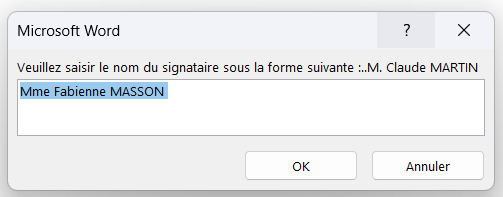 Microsoft Word
?
Veuillez saisir le nom du signataire sous la forme suivante :..M. Claude MARTIN
Mme Fabienne MASSON
OK Annuler